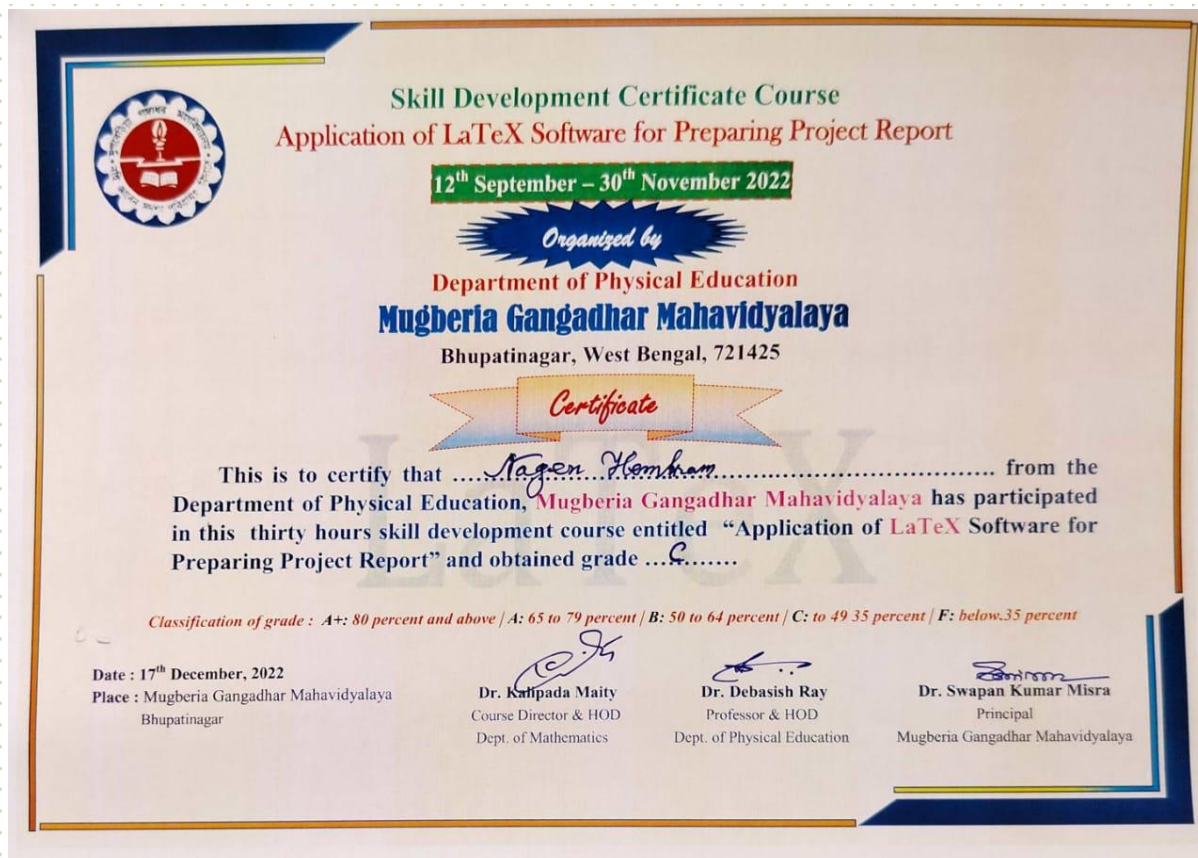 Skill Development Certificate Course
Application of LaTeX Software for Preparing Project Report
12th September – 30th November 2022
Organized by
Department of Physical Education
Mugberia Gangadhar Mahavidyalaya
Bhupatinagar, West Bengal, 721425
Certificate
LaTeX
This is to certify that .....Nagen Hembram..................................... from the
Department of Physical Education, Mugberia Gangadhar Mahavidyalaya has participated
in this thirty hours skill development course entitled “Application of LaTeX Software for
Preparing Project Report” and obtained grade ...C.......
Classification of grade : A+: 80 percent and above / A: 65 to 79 percent / B: 50 to 64 percent / C: to 49 35 percent / F: below.35 percent
Date : 17th December, 2022
Place : Mugberia Gangadhar Mahavidyalaya
Bhupatinagar
Dr. Kalipada Maity
Course Director & HOD
Dept. of Mathematics
Dr. Debasish Ray
Professor & HOD
Dept. of Physical Education
Dr. Swapan Kumar Misra
Principal
Mugberia Gangadhar Mahavidyalaya